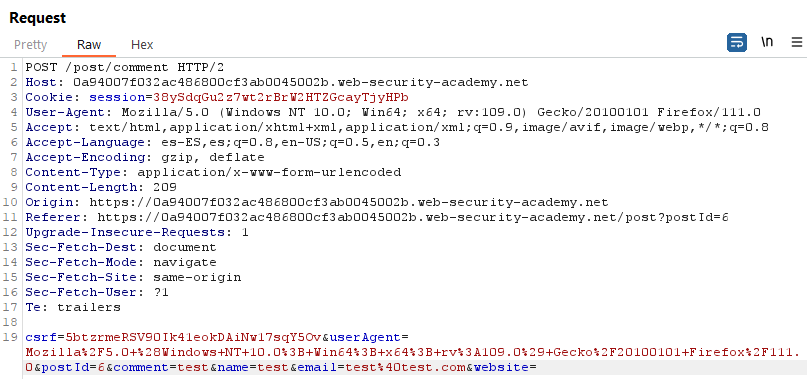 Request
Pretty Raw Hex \n
1 POST /post/comment HTTP/2
2 Host: 0a94007f032ac486800cf3ab0045002b.web-security-academy.net
3 Cookie: session=38ySdqGu2z7wt2rBrW2HTZGcayTjyHPb
4 User-Agent: Mozilla/5.0 (Windows NT 10.0; Win64; x64; rv:109.0) Gecko/20100101 Firefox/111.0
5 Accept: text/html,application/xhtml+xml,application/xml;q=0.9,image/avif,image/webp,*/*;q=0.8
6 Accept-Language: es-ES,es;q=0.8,en-US;q=0.5,en;q=0.3
7 Accept-Encoding: gzip, deflate
8 Content-Type: application/x-www-form-urlencoded
9 Content-Length: 209
10 Origin: https://0a94007f032ac486800cf3ab0045002b.web-security-academy.net
11 Referer: https://0a94007f032ac486800cf3ab0045002b.web-security-academy.net/post?postId=6
12 Upgrade-Insecure-Requests: 1
13 Sec-Fetch-Dest: document
14 Sec-Fetch-Mode: navigate
15 Sec-Fetch-Site: same-origin
16 Sec-Fetch-User: ?1
17 Te: trailers
18
19 csrf=5btzrmeRSV90Ik41eokDAiNw17sqY5Ov&userAgent=
Mozilla%2F5.0+%28Windows+NT+10.0%3B+Win64%3B+x64%3B+rv%3A109.0%29+Gecko%2F20100101+Firefox%2F111.
0&postId=6&comment=test&name=test&email=test%40test.com&website=